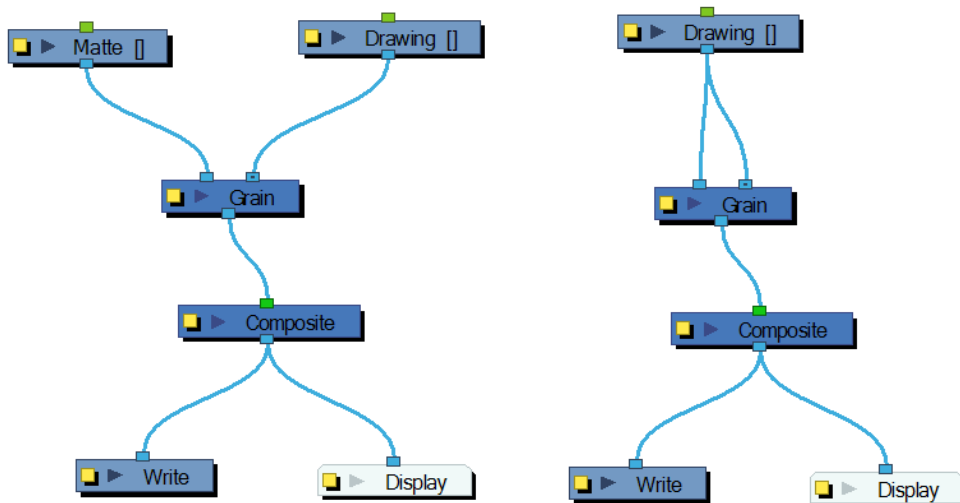 Matte []
Drawing []
Grain
Composite
Write
Display
Drawing []
Grain
Composite
Write
Display